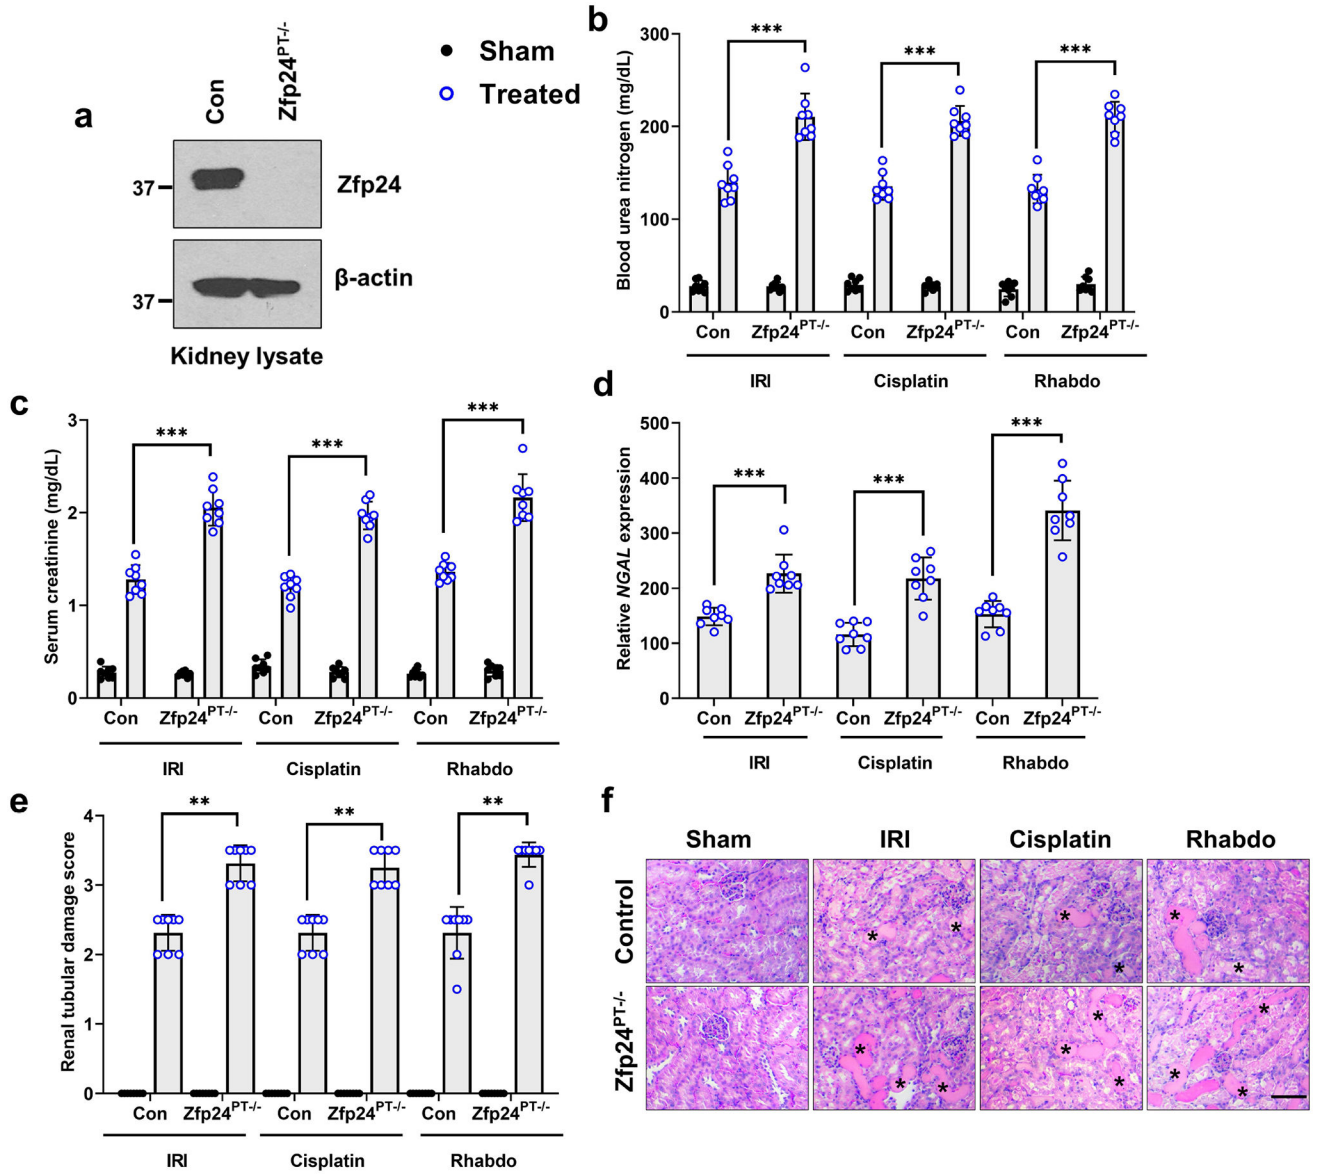 a
Con
Zfp24PT-/-
37
Zfp24
37
β-actin
Kidney lysate
Sham
Treated
b
Blood urea nitrogen (mg/dL)
300
200
100
0
***
***
***
Con
Zfp24PT-/-
Con
Zfp24PT-/-
Con
Zfp24PT-/-
IRI
Cisplatin
Rhabdo
c
Serum creatinine (mg/dL)
3
2
1
0
***
***
***
Con
Zfp24PT-/-
Con
Zfp24PT-/-
Con
Zfp24PT-/-
IRI
Cisplatin
Rhabdo
d
Relative NGAL expression
500
400
300
200
100
0
***
***
***
Con
Zfp24PT-/-
Con
Zfp24PT-/-
Con
Zfp24PT-/-
IRI
Cisplatin
Rhabdo
e
Renal tubular damage score
4
3
2
1
0
**
**
**
Con
Zfp24PT-/-
Con
Zfp24PT-/-
Con
Zfp24PT-/-
IRI
Cisplatin
Rhabdo
f
Sham
IRI
Cisplatin
Rhabdo
Control
* * * * * *
Zfp24PT-/-
* * * * * * * * *